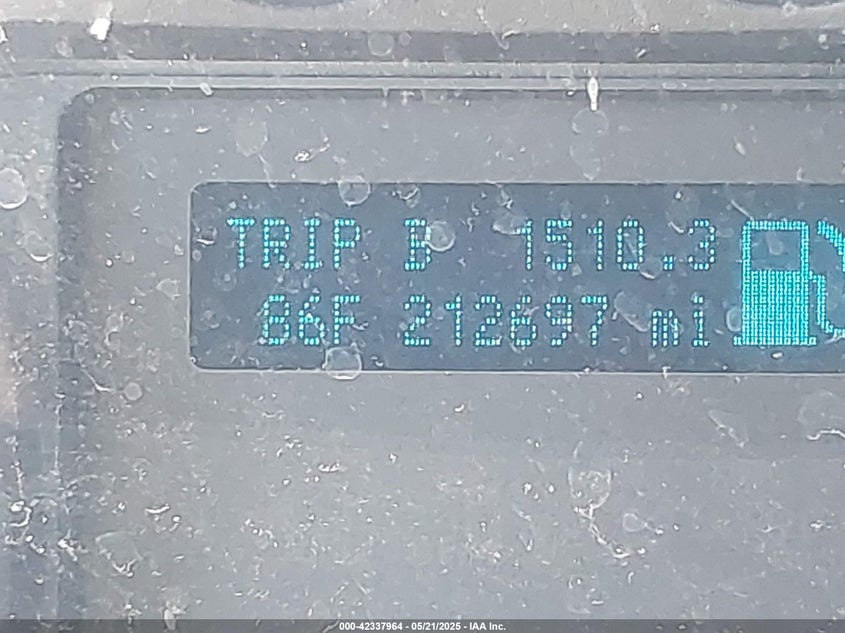 TRIP B 1510.3
86F 212697 mi
000-42337964 - 05/21/2025 - IAA Inc.